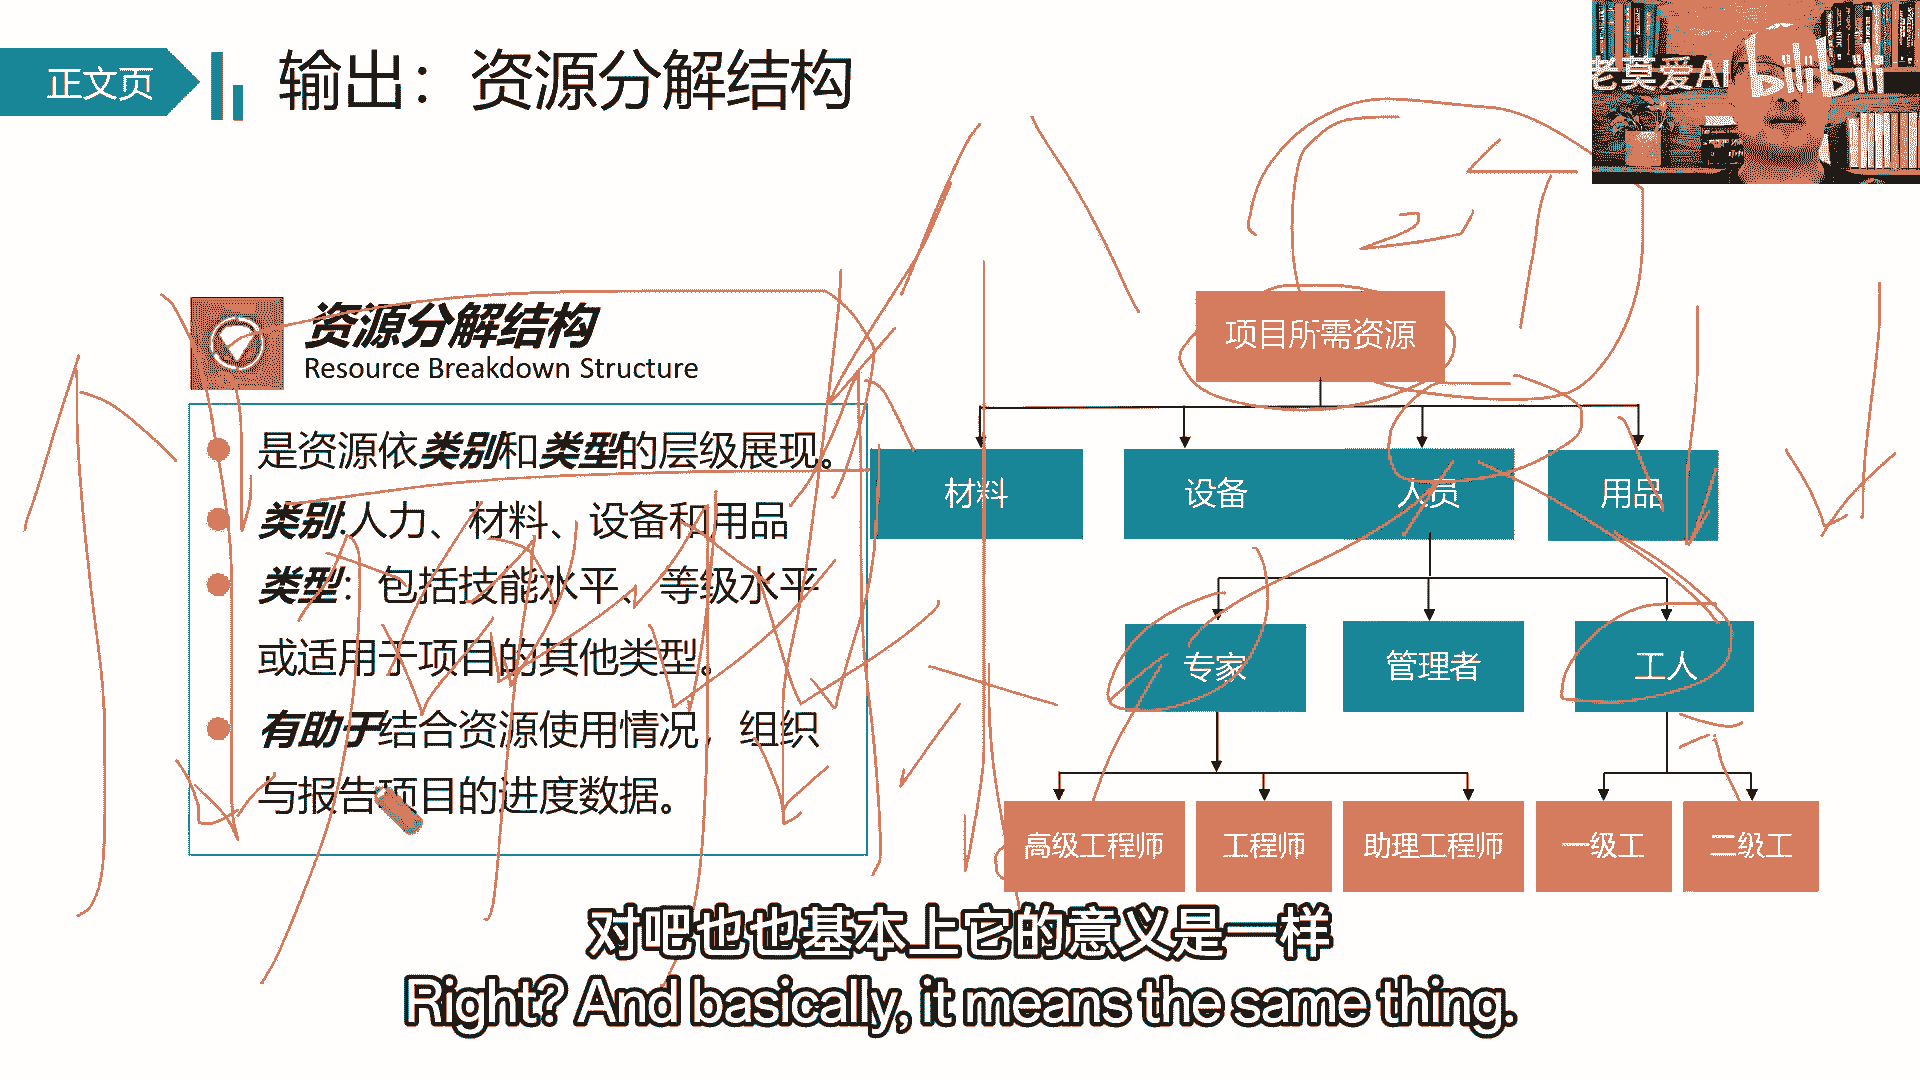 正文页
输出：资源分解结构
老莫爱AI
bilibili
资源分解结构
Resource Breakdown Structure
是资源依类别和类型的层级展现。
类别:人力、材料、设备和用品
类型：包括技能水平、等级水平
或适用于项目的其他类型。
有助于结合资源使用情况，组织
与报告项目的进度数据。
项目所需资源
材料
设备
人员
用品
专家
管理者
工人
高级工程师
工程师
助理工程师
一级工
二级工
对吧也也基本上它的意义是一样
Right? And basically, it means the same thing.